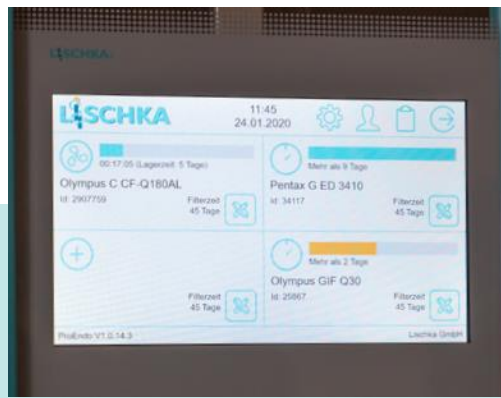 LISCHKA
LISCHKA
11:45
24.01.2020
00:17:05 (Lagerzeit: 5 Tage)
Olympus C CF-Q180AL
Id: 2907759
Filterzeit
45 Tage
Mehr als 9 Tage
Pentax G ED 3410
Id: 34117
Filterzeit
45 Tage
Filterzeit
45 Tage
Mehr als 2 Tage
Olympus GIF Q30
Id: 25867
Filterzeit
45 Tage
ProEndo V1.0.14.3
Lischka GmbH